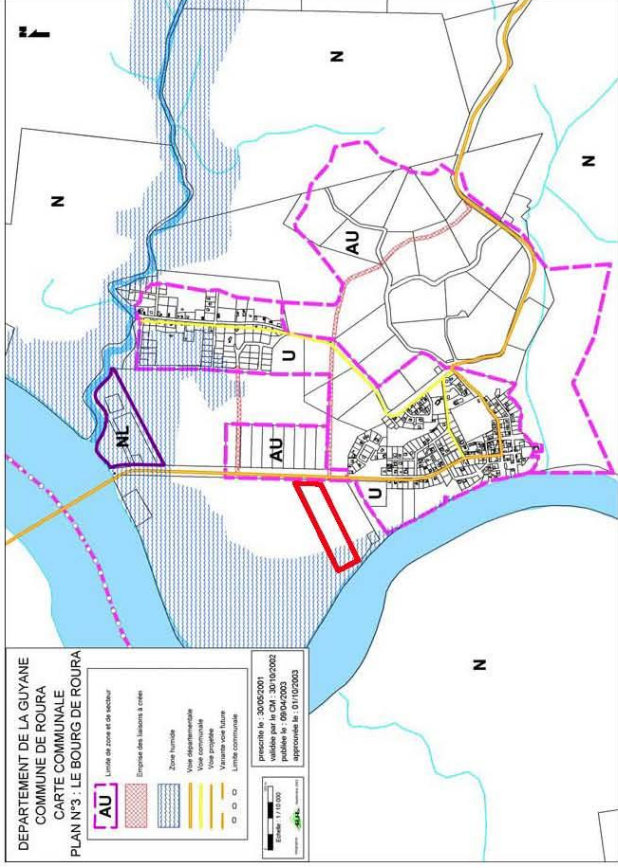 DEPARTEMENT DE LA GUYANE
COMMUNE DE ROURA
CARTE COMMUNALE
PLAN N°3 : LE BOURG DE ROURA
AU
Limite de zone et de secteur
Emprise des liaisons à créer
Zone humide
Voie départementale
Voie communale
Voie projetée
Variante voie future
Limite communale
Echelle : 1 / 10 000
prescrite le : 30/05/2001
validée par le CM : 30/10/2002
publiée le : 09/04/2003
approuvée le : 01/10/2003
N
NL
AU
U
AU
U
N
N
N
N